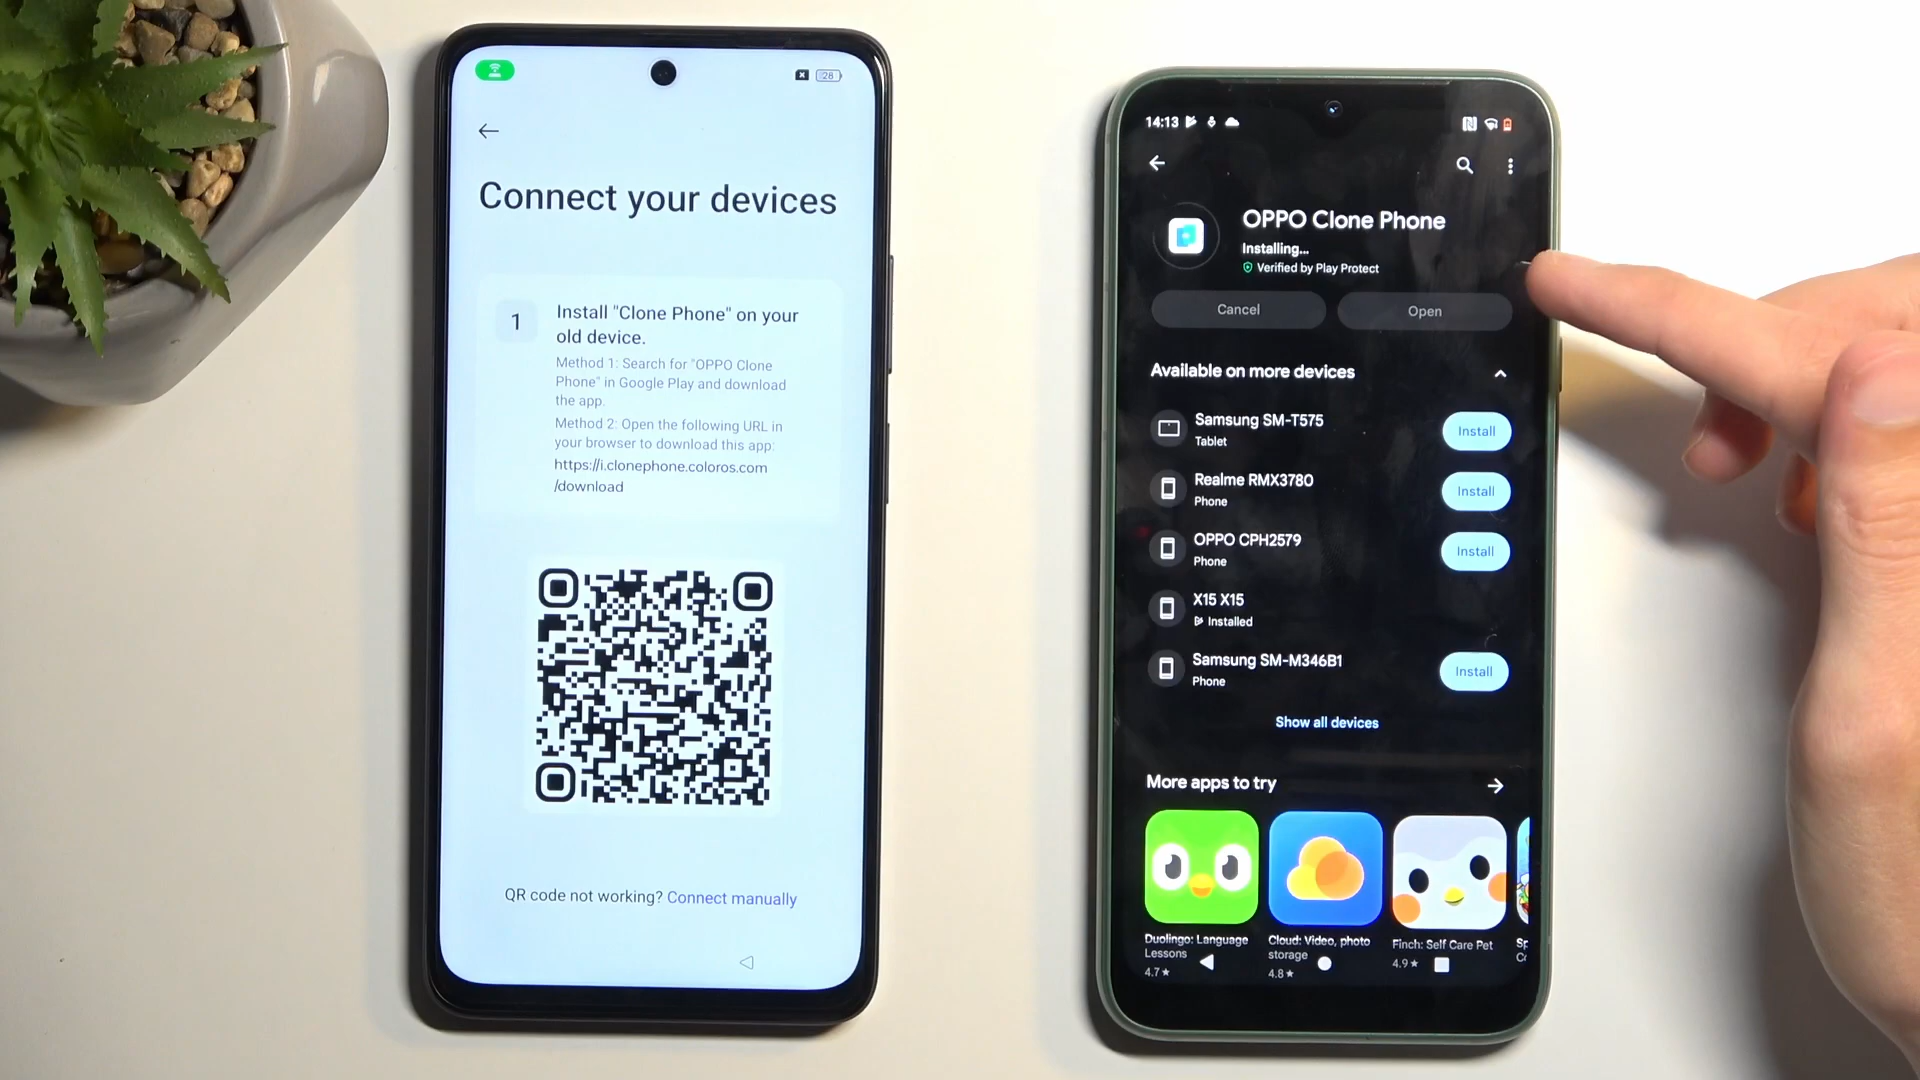 28
Connect your devices
1
Install "Clone Phone" on your
old device.
Method 1: Search for "OPPO Clone
Phone" in Google Play and download
the app.
Method 2: Open the following URL in
your browser to download this app:
https://i.clonephone.coloros.com
/download
QR code not working? Connect manually
14:13
OPPO Clone Phone
Installing...
Verified by Play Protect
Cancel
Open
Available on more devices
Samsung SM-T575
Tablet
Install
Realme RMX3780
Phone
Install
OPPO CPH2579
Phone
Install
X15 X15
Installed
Samsung SM-M346B1
Phone
Install
Show all devices
More apps to try
Duolingo: Language
Lessons
4.7★
Cloud: Video, photo
storage
4.8★
Finch: Self Care Pet
4.9★